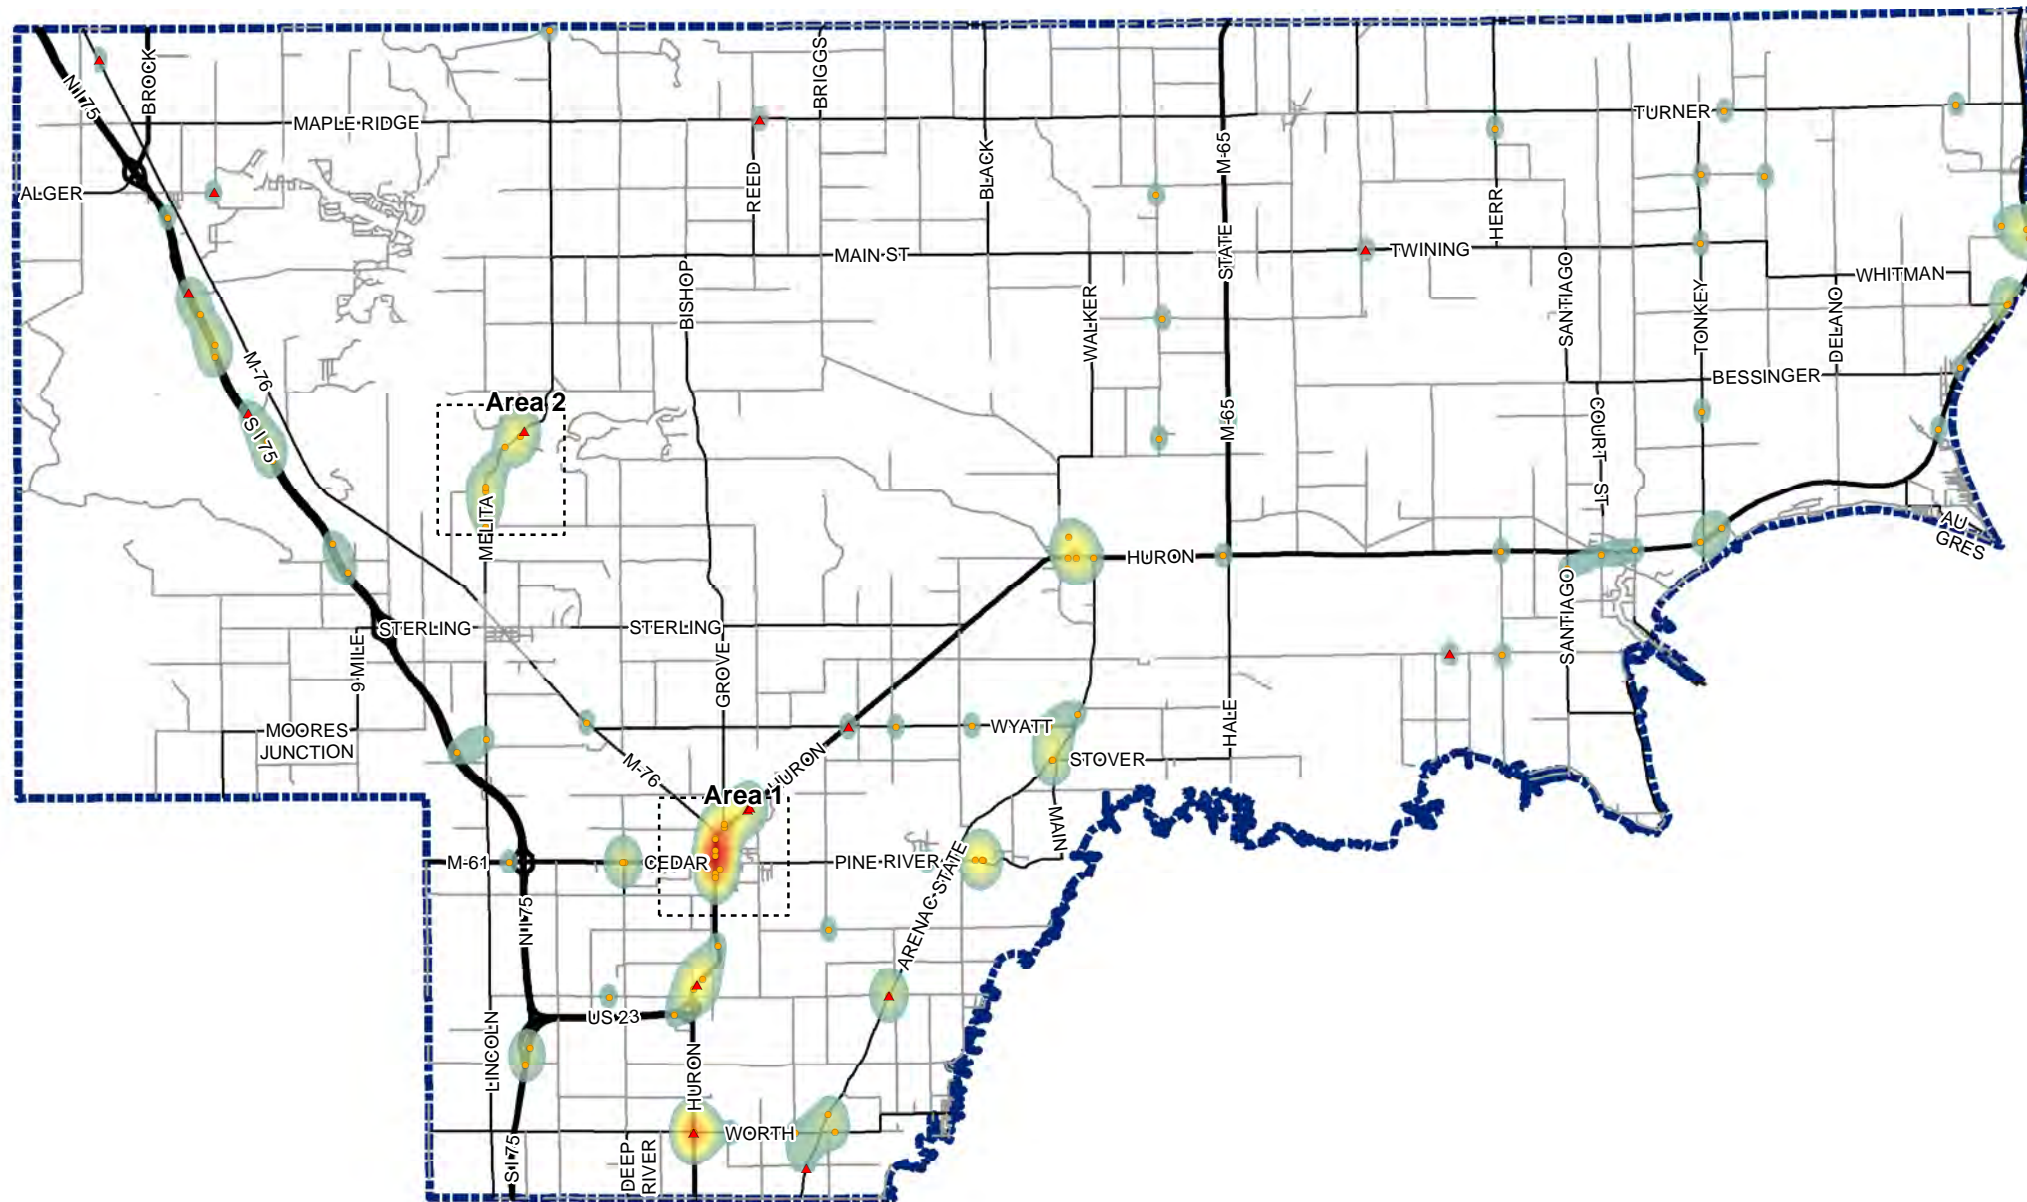 N I 75
BROCK
BRIGGS
MAPLE RIDGE
TURNER
ALGER
REED
BLACK
M-65
HERR
STATE
MAIN ST
TWINING
WHITMAN
BISHOP
WALKER
SANTIAGO
TONKEY
DELANO
M-76
BESSINGER
Area 2
S I 75
M-65
COURT ST
MELITA
HURON
AU
GRES
STERLING
STERLING
9 MILE
GROVE
SANTIAGO
MOORES
JUNCTION
WYATT
HALE
M-76
HURON
STOVER
Area 1
MAIN
M-61
CEDAR
PINE RIVER
ARENAC STATE
N I 75
US 23
LINCOLN
HURON
WORTH
S I 75
DEEP
RIVER